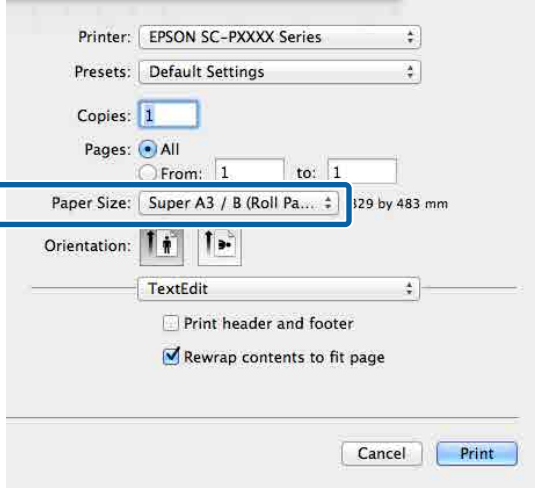 Printer: EPSON SC-PXXXX Series
Presets: Default Settings
Copies: 1
Pages: All
From: 1 to: 1
Paper Size: Super A3 / B (Roll Pa... 329 by 483 mm
Orientation:
TextEdit
Print header and footer
Rewrap contents to fit page
Cancel Print